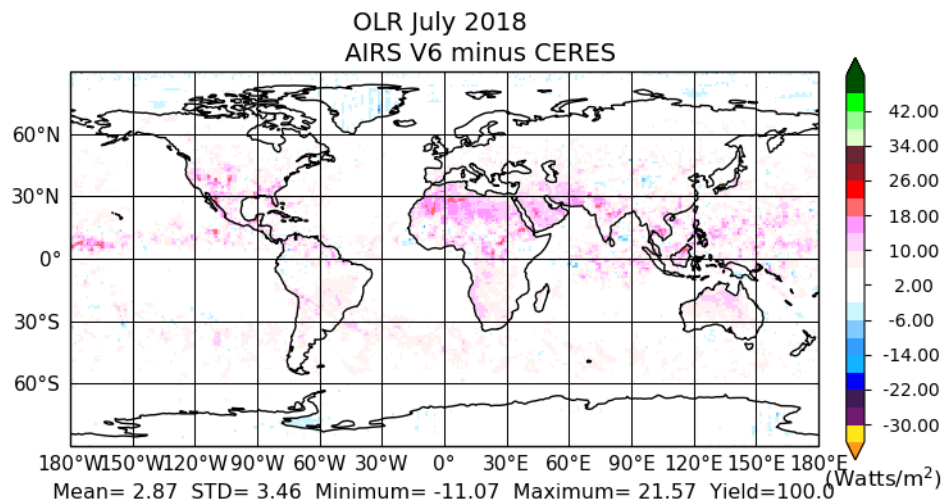 OLR July 2018
AIRS V6 minus CERES
60°N
30°N
0°
30°S
60°S
180°W150°W120°W90°W 60°W 30°W 0° 30°E 60°E 90°E 120°E 150°E 180°E
42.00
34.00
26.00
18.00
10.00
2.00
-6.00
-14.00
-22.00
-30.00
(Watts/m²)
Mean= 2.87 STD= 3.46 Minimum= -11.07 Maximum= 21.57 Yield=100.0